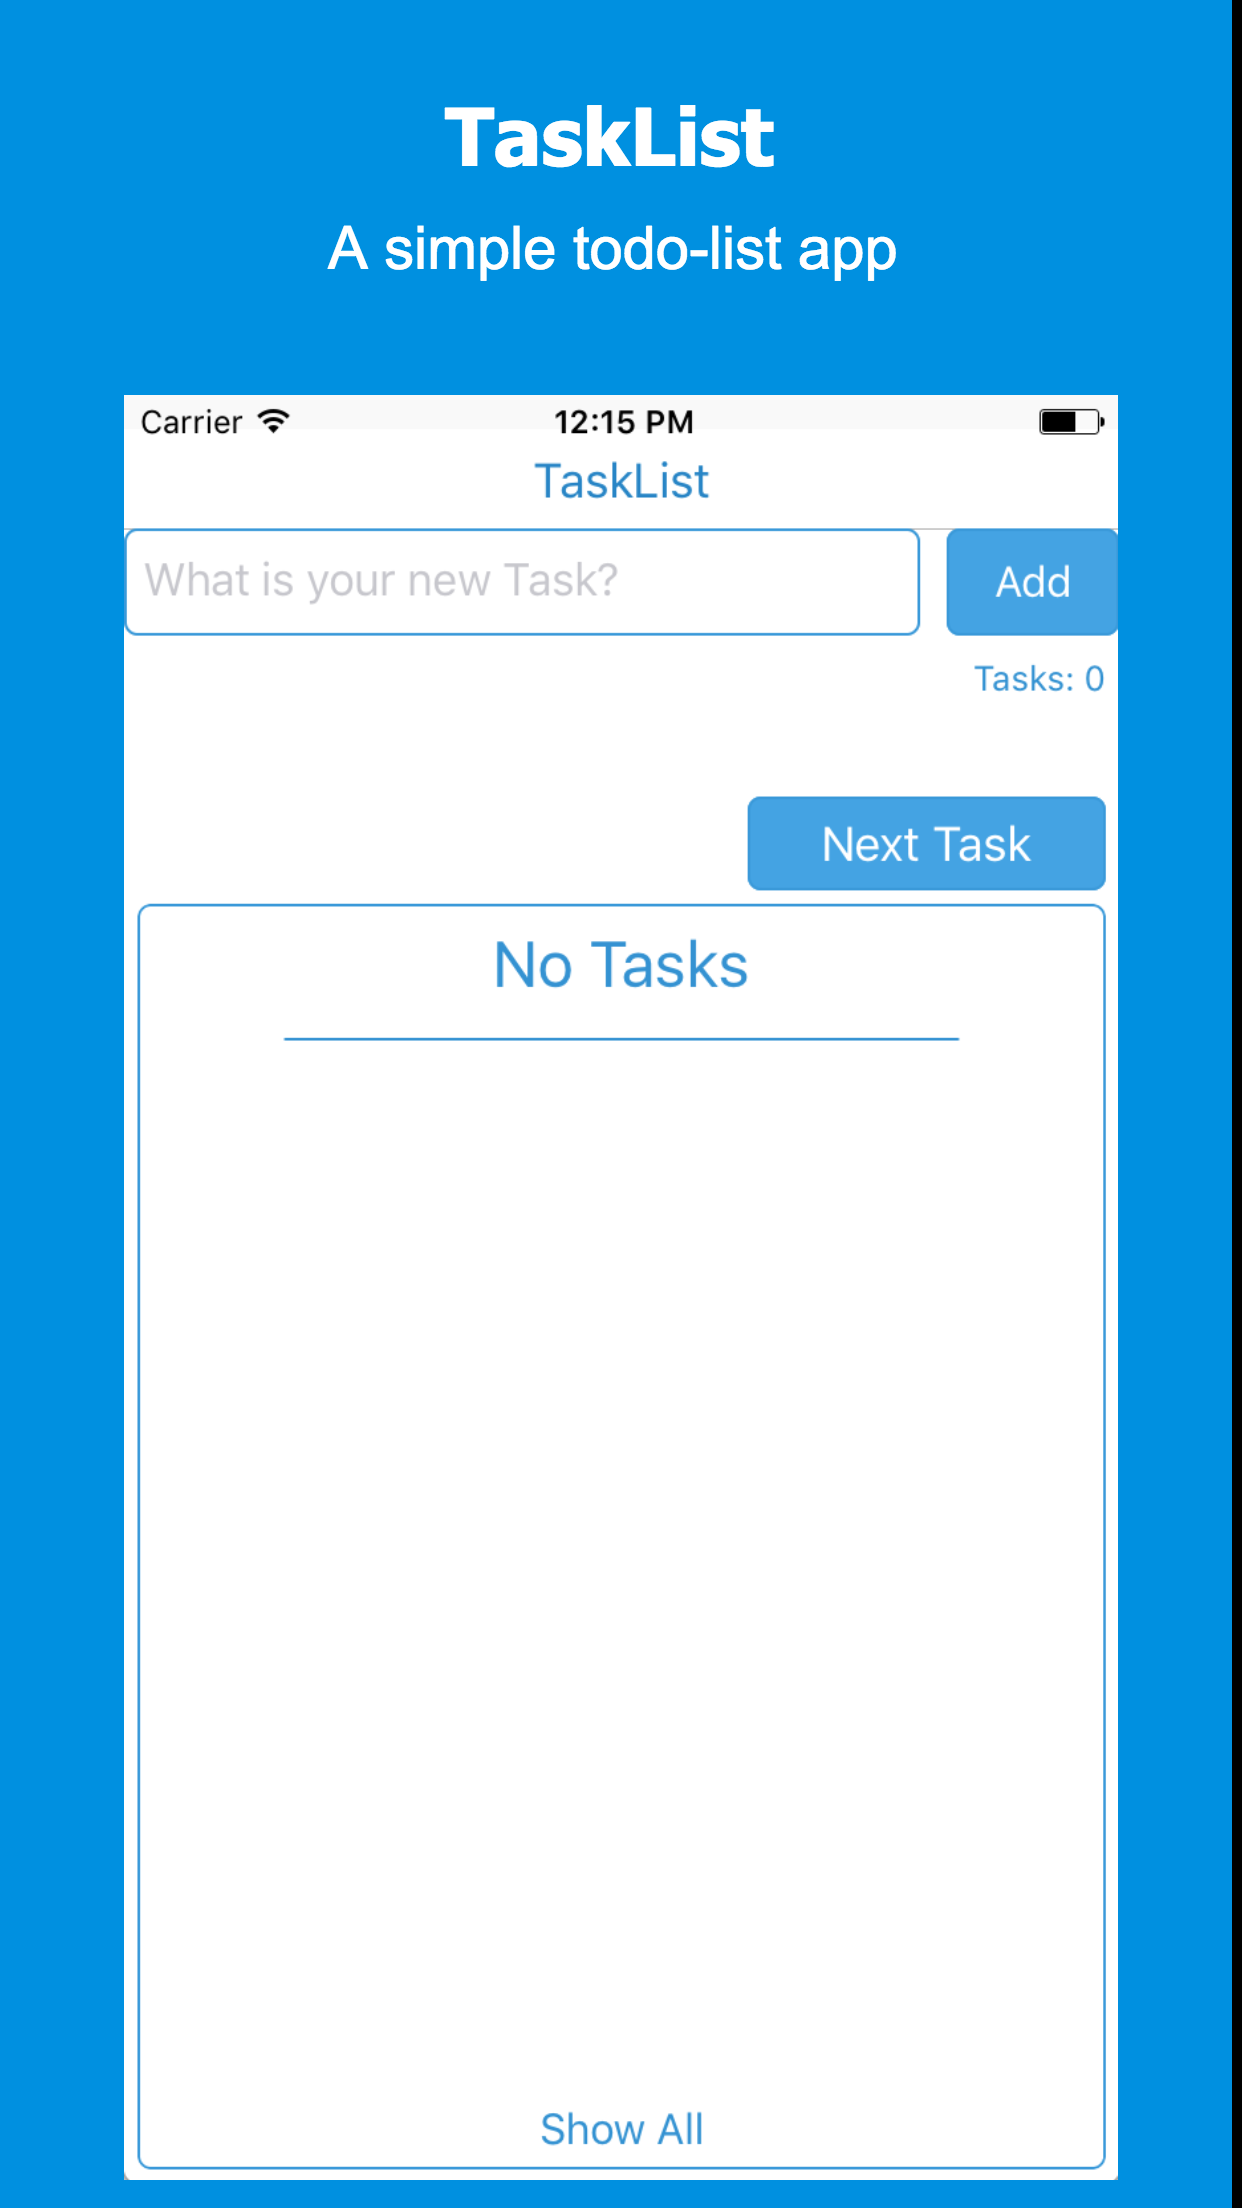 TaskList
A simple todo-list app
Carrier 12:15 PM
TaskList
What is your new Task? Add
Tasks: 0
Next Task
No Tasks
Show All